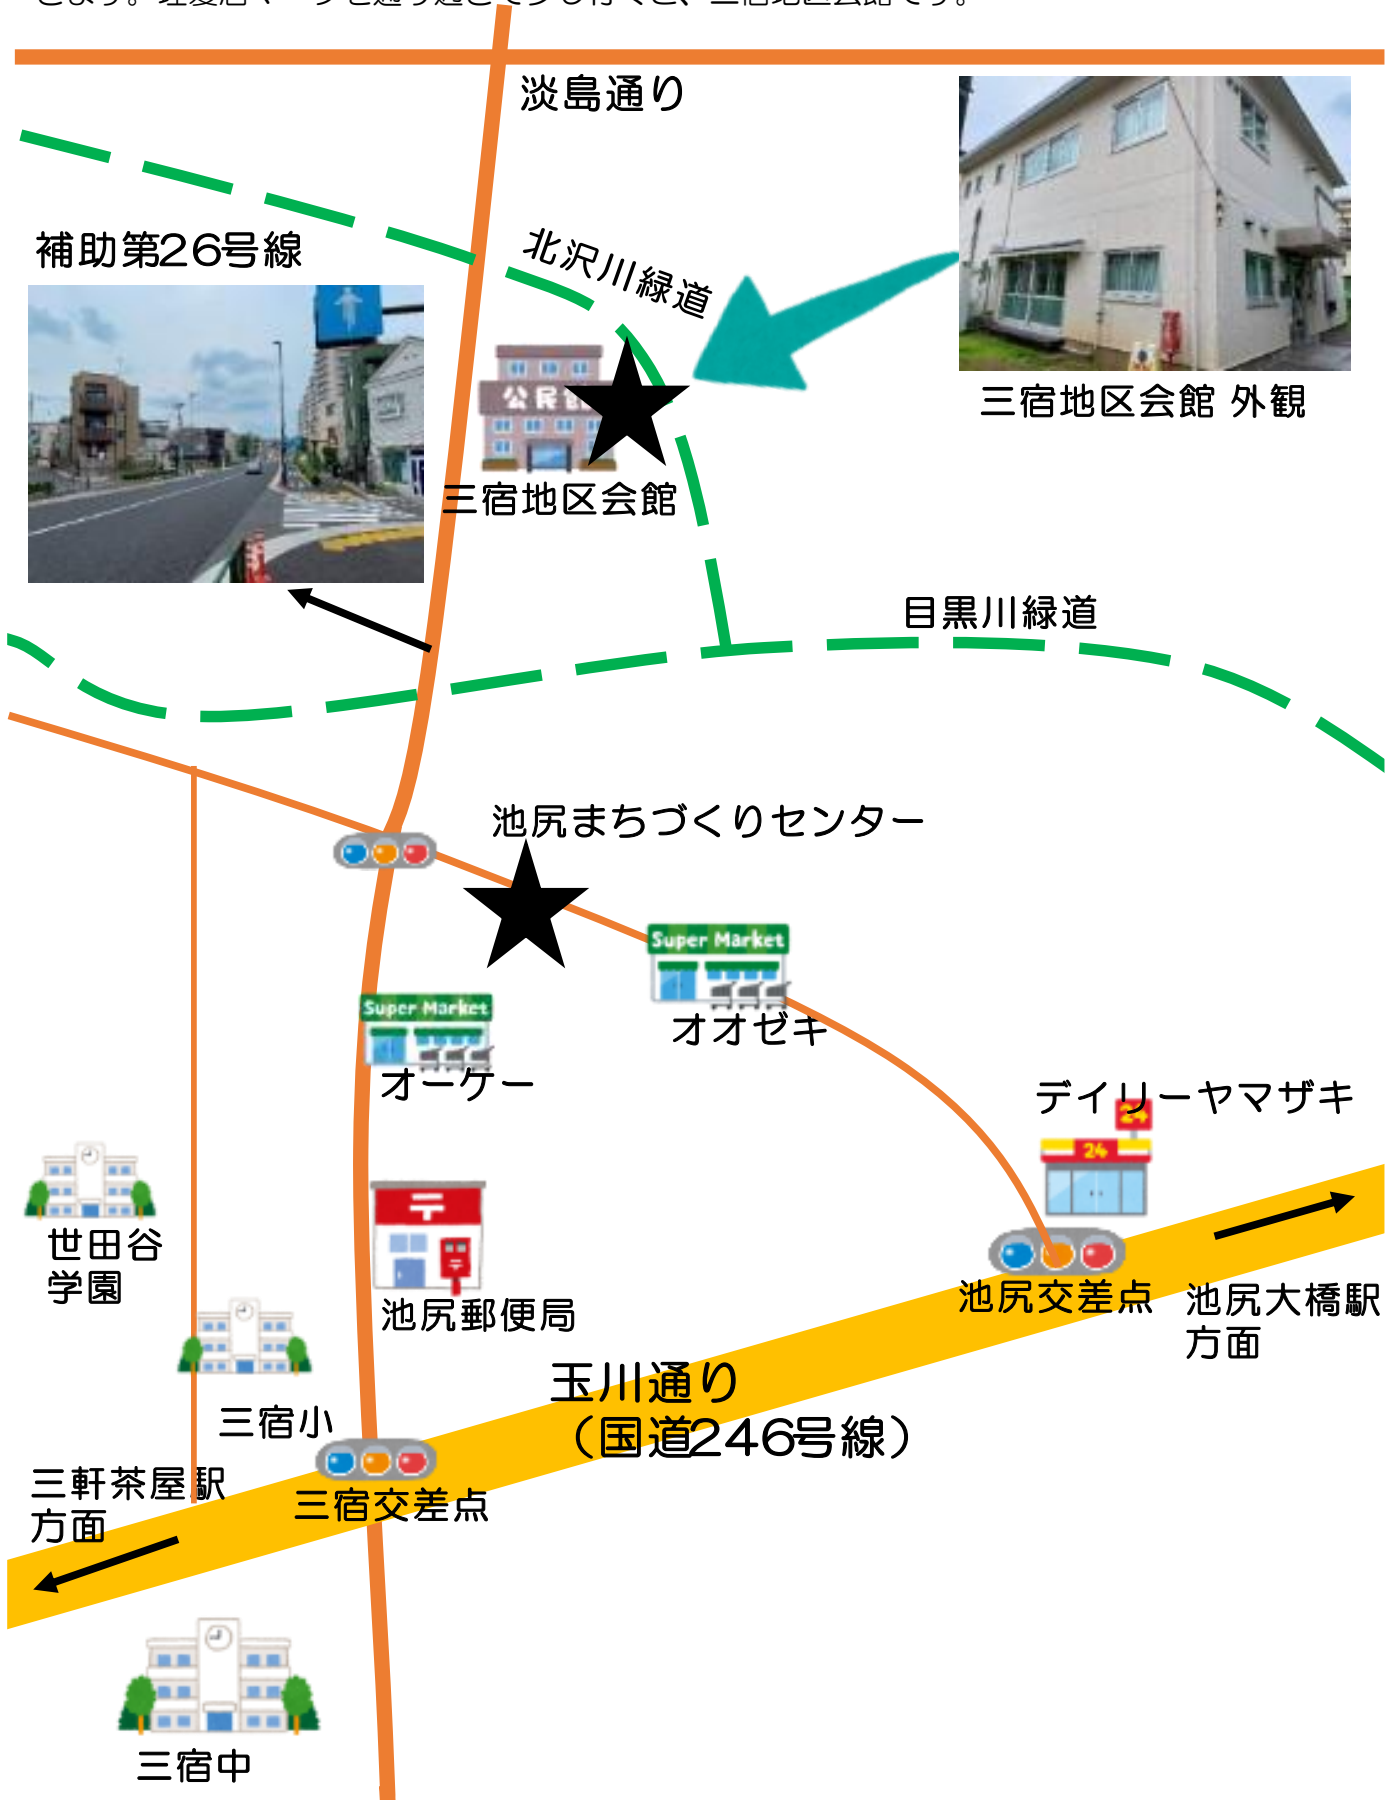 淡島通り
北沢川緑道
補助第26号線
公民
三宿地区会館 外観
三宿地区会館
目黒川緑道
池尻まちづくりセンター
Super Market
オオゼキ
Super Market
オーケー
デイリーヤマザキ
24
24
世田谷
学園
池尻郵便局
池尻交差点
池尻大橋駅
方面
玉川通り
（国道246号線）
三宿小
三軒茶屋駅
方面
三宿交差点
三宿中